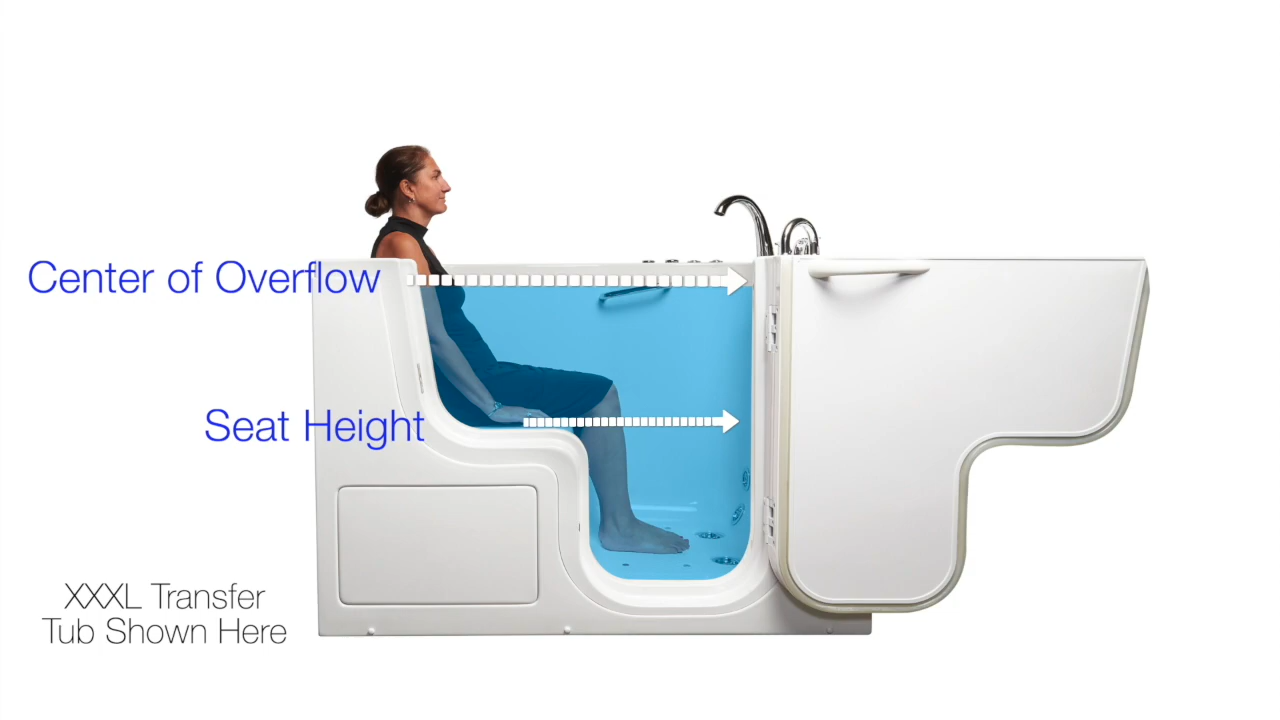 Center of Overflow
Seat Height
XXXL Transfer
Tub Shown Here